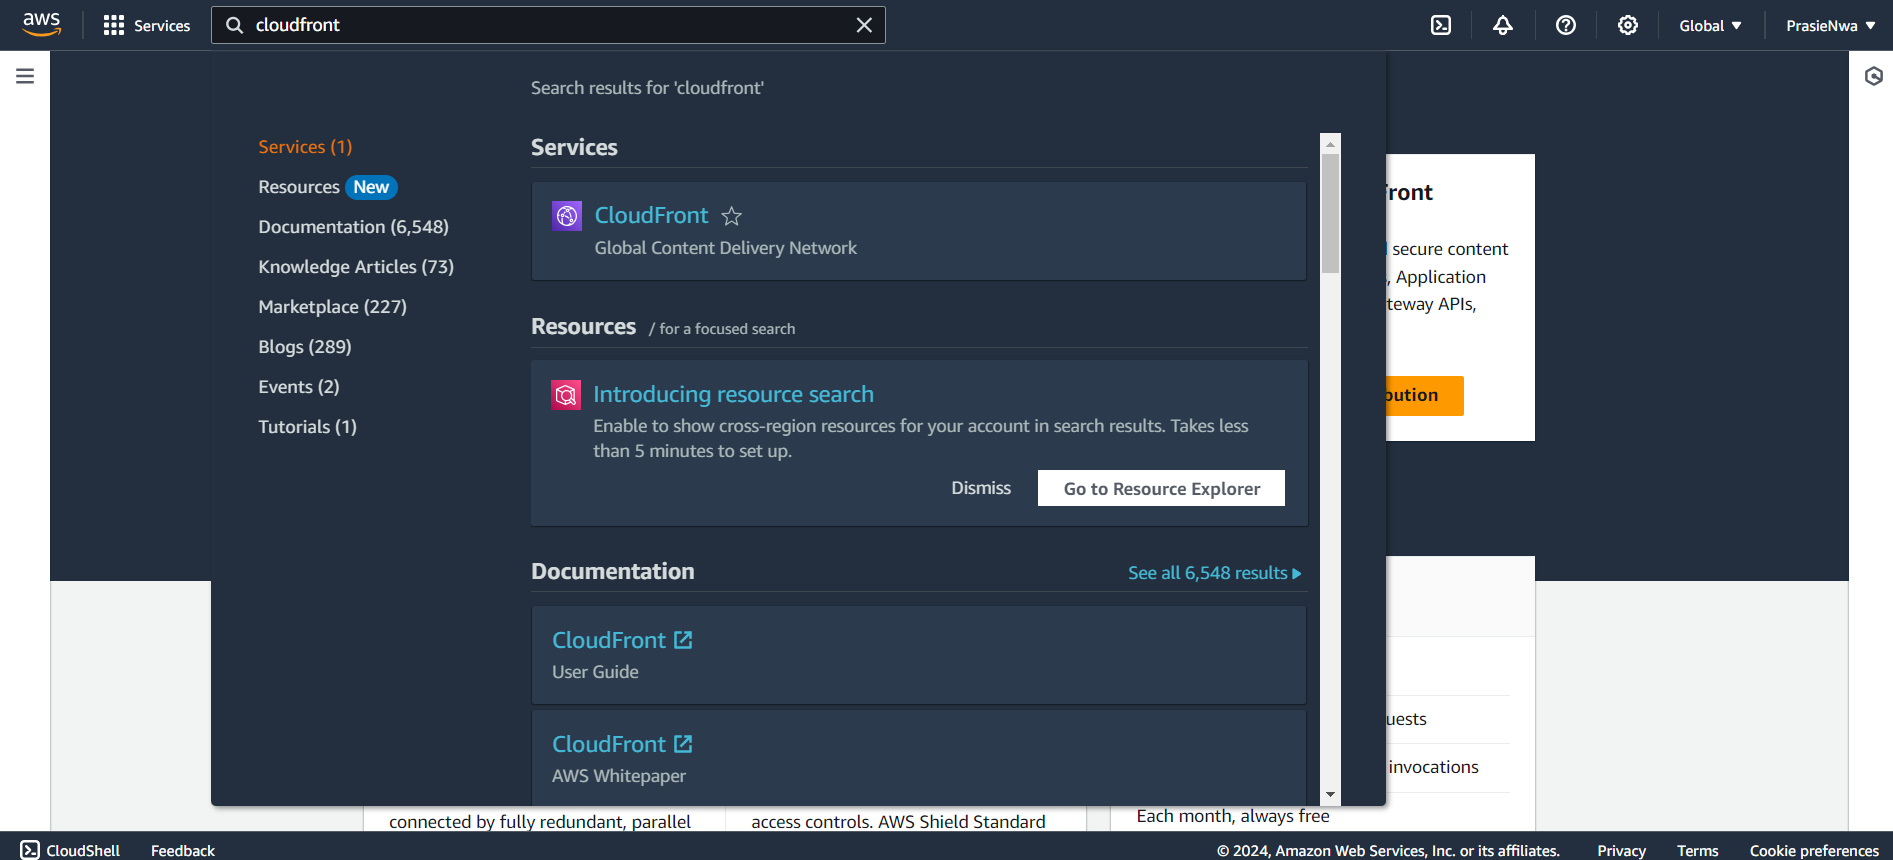 aws
Services
cloudfront
Global
PrasieNwa
Search results for 'cloudfront'
Services (1)
Resources New
Documentation (6,548)
Knowledge Articles (73)
Marketplace (227)
Blogs (289)
Events (2)
Tutorials (1)
Services
CloudFront
Global Content Delivery Network
Resources / for a focused search
Introducing resource search
Enable to show cross-region resources for your account in search results. Takes less
than 5 minutes to set up.
Dismiss
Go to Resource Explorer
Documentation
See all 6,548 results
CloudFront
User Guide
CloudFront
AWS Whitepaper
ront
secure content
, Application
teway APIs,
bution
uests
invocations
Each month, always free
connected by fully redundant, parallel
access controls. AWS Shield Standard
CloudShell
Feedback
© 2024, Amazon Web Services, Inc. or its affiliates.
Privacy
Terms
Cookie preferences